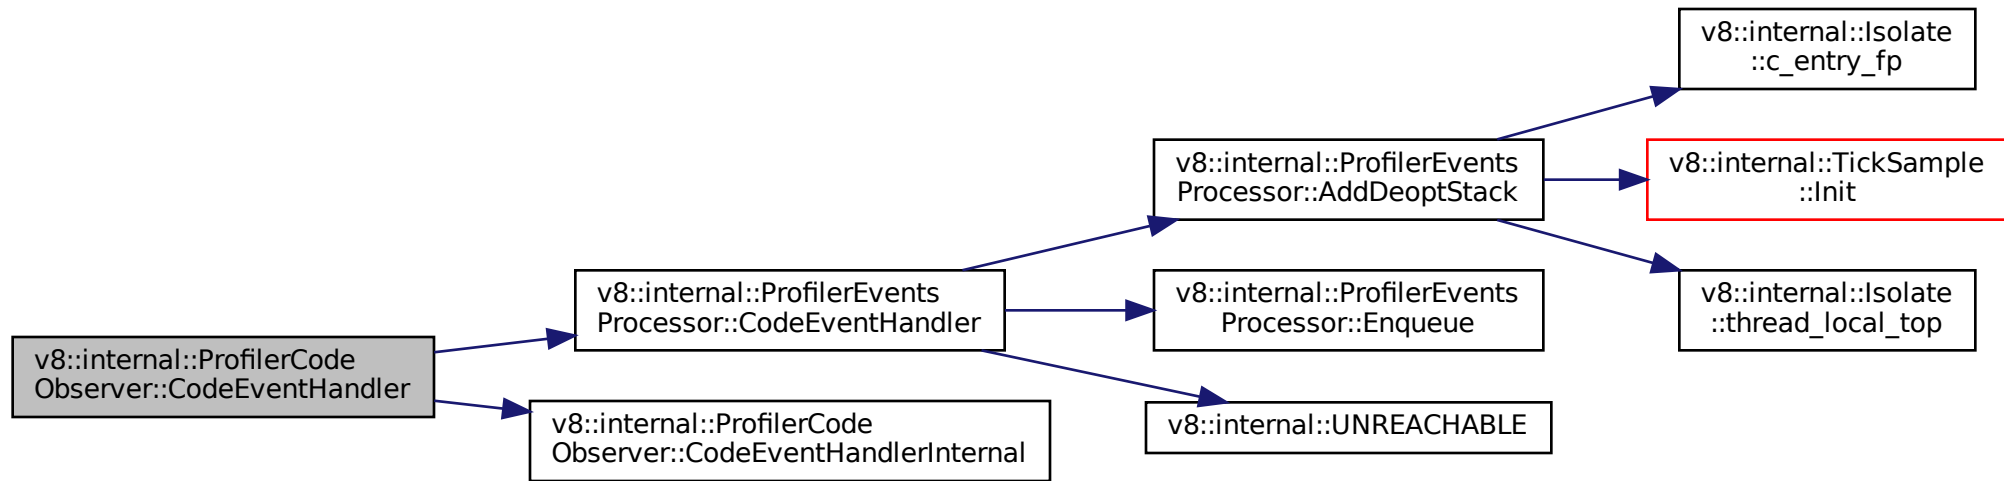 v8::internal::ProfilerCode
Observer::CodeEventHandler
v8::internal::ProfilerEvents
Processor::CodeEventHandler
v8::internal::ProfilerCode
Observer::CodeEventHandlerInternal
v8::internal::ProfilerEvents
Processor::AddDeoptStack
v8::internal::ProfilerEvents
Processor::Enqueue
v8::internal::UNREACHABLE
v8::internal::Isolate
::c_entry_fp
v8::internal::TickSample
::Init
v8::internal::Isolate
::thread_local_top